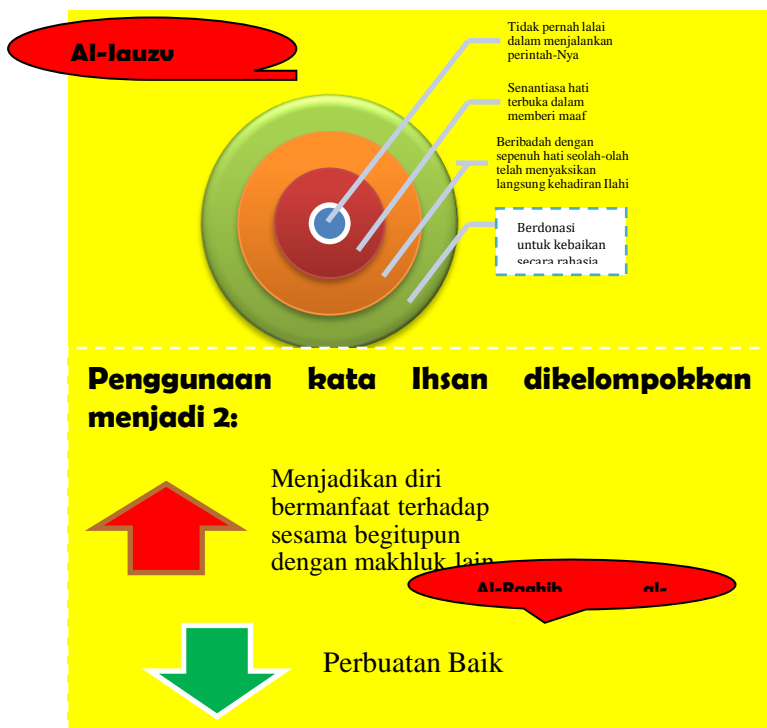 Al-Jauzy
Tidak pernah lalai
dalam menjalankan
perintah-Nya
Senantiasa hati
terbuka dalam
memberi maaf
Beribadah dengan
sepenuh hati seolah-olah
telah menyaksikan
langsung kehadiran Ilahi
Berdonasi
untuk kebaikan
secara rahasia
Penggunaan kata Ihsan dikelompokkan
menjadi 2:
Menjadikan diri
bermanfaat terhadap
sesama begitupun
dengan makhluk lain
Al-Raghib al-
Perbuatan Baik